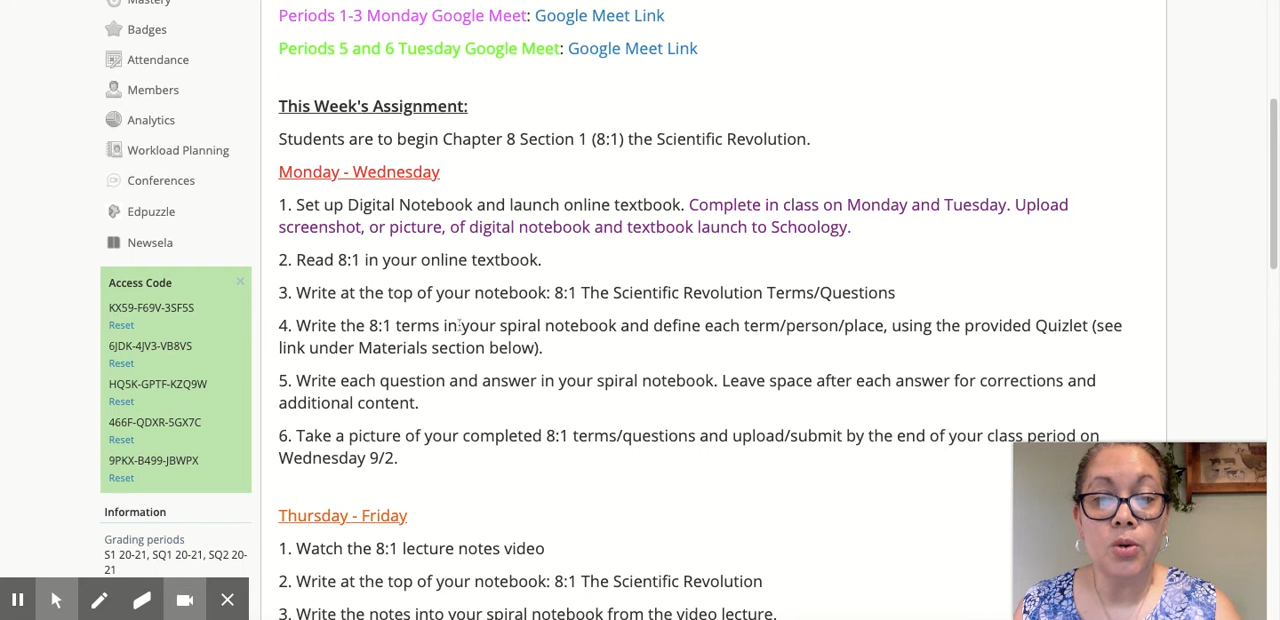 Mastery
Badges
Attendance
Members
Analytics
Workload Planning
Conferences
Edpuzzle
Newsela
Access Code
KX59-F69V-3SF5S
Reset
6JDK-4JV3-VB8VS
Reset
HQ5K-GPTF-KZQ9W
Reset
466F-QDXR-5GX7C
Reset
9PKX-B499-JBWPX
Reset
Information
Grading periods
S1 20-21, SQ1 20-21, SQ2 20-
21
Periods 1-3 Monday Google Meet: Google Meet Link
Periods 5 and 6 Tuesday Google Meet: Google Meet Link
This Week's Assignment:
Students are to begin Chapter 8 Section 1 (8:1) the Scientific Revolution.
Monday - Wednesday
1. Set up Digital Notebook and launch online textbook. Complete in class on Monday and Tuesday. Upload
screenshot, or picture, of digital notebook and textbook launch to Schoology.
2. Read 8:1 in your online textbook.
3. Write at the top of your notebook: 8:1 The Scientific Revolution Terms/Questions
4. Write the 8:1 terms in your spiral notebook and define each term/person/place, using the provided Quizlet (see
link under Materials section below).
5. Write each question and answer in your spiral notebook. Leave space after each answer for corrections and
additional content.
6. Take a picture of your completed 8:1 terms/questions and upload/submit by the end of your class period on
Wednesday 9/2.
Thursday - Friday
1. Watch the 8:1 lecture notes video
2. Write at the top of your notebook: 8:1 The Scientific Revolution
3. Write the notes into your spiral notebook from the video lecture.